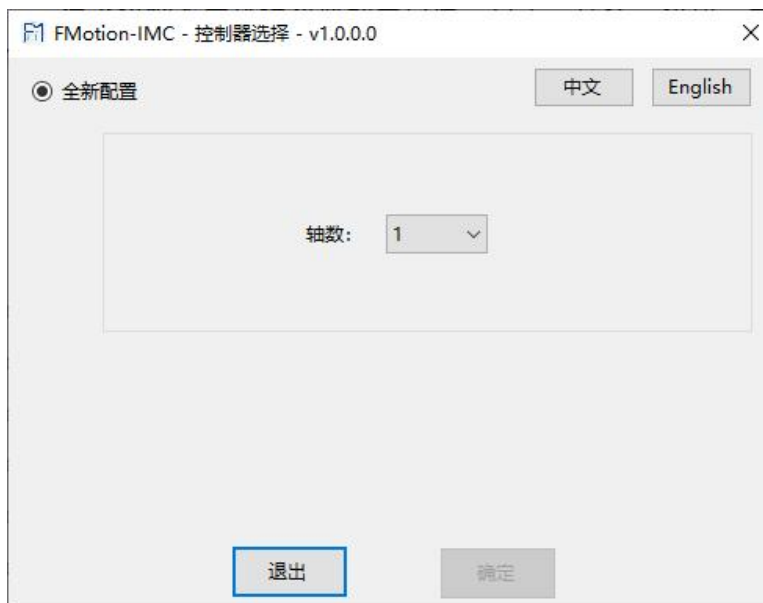 FMotion-IMC - 控制器选择 - v1.0.0.0
全新配置
中文
English
轴数:
1
退出
确定